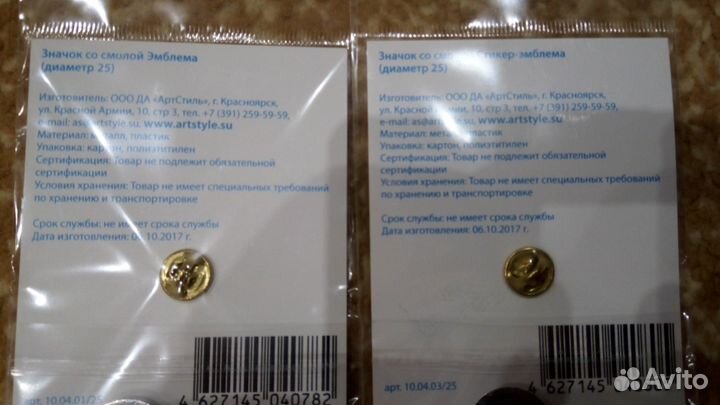 Значок со смолой Эмблема
(диаметр 25)
Изготовитель: ООО ДА «АртСтиль», г. Красноярск,
ул. Красной Армии, 10, стр 3, тел. +7 (391) 259-59-59,
e-mail: as@artstyle.su, www.artstyle.su
Материал: металл, пластик
Упаковка: картон, полиэтитилен
Сертификация: Товар не подлежит обязательной
сертификации
Условия хранения: Товар не имеет специальных требований
по хранению и транспортировке
Срок службы: не имеет срока службы
Дата изготовления: 06.10.2017 г.
арт. 10.04.01/25
4 627145 040782
Значок со Стикер-эмблема
(диаметр 25)
Изготовитель: ООО ДА «АртСтиль», г. Красноярск,
ул. Красной Армии, 10, стр 3, тел. +7 (391) 259-59-59,
e-mail: as@artstyle.su, www.artstyle.su
Материал: металл, пластик
Упаковка: картон, полиэтитилен
Сертификация: Товар не подлежит обязательной
сертификации
Условия хранения: Товар не имеет специальных требований
по хранению и транспортировке
Срок службы: не имеет срока службы
Дата изготовления: 06.10.2017 г.
арт. 10.04.03/25
4 627145
Avito